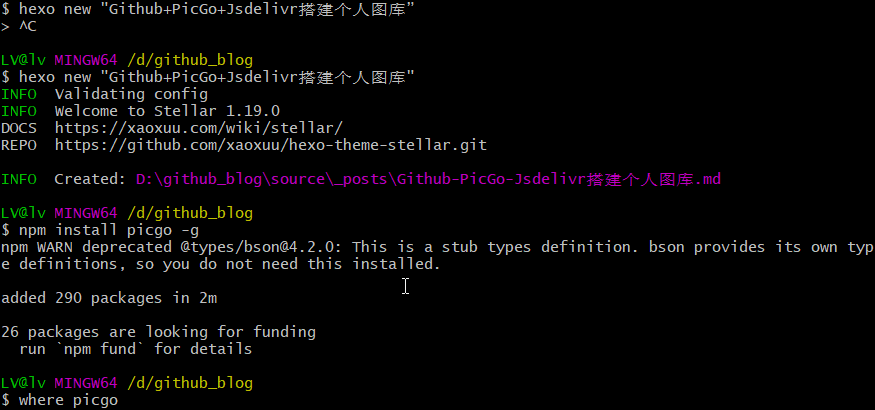 $ hexo new "Github+PicGo+Jsdelivr搭建个人图库”
> ^C
LV@lv MINGW64 /d/github_blog
$ hexo new "Github+PicGo+Jsdelivr搭建个人图库"
INFO  Validating config
INFO  Welcome to Stellar 1.19.0
DOCS  https://xaoxuu.com/wiki/stellar/
REPO  https://github.com/xaoxuu/hexo-theme-stellar.git
INFO  Created: D:\github_blog\source\_posts\Github-PicGo-Jsdelivr搭建个人图库.md
LV@lv MINGW64 /d/github_blog
$ npm install picgo -g
npm WARN deprecated @types/bson@4.2.0: This is a stub types definition. bson provides its own typ
e definitions, so you do not need this installed.
added 290 packages in 2m
26 packages are looking for funding
  run `npm fund` for details
LV@lv MINGW64 /d/github_blog
$ where picgo